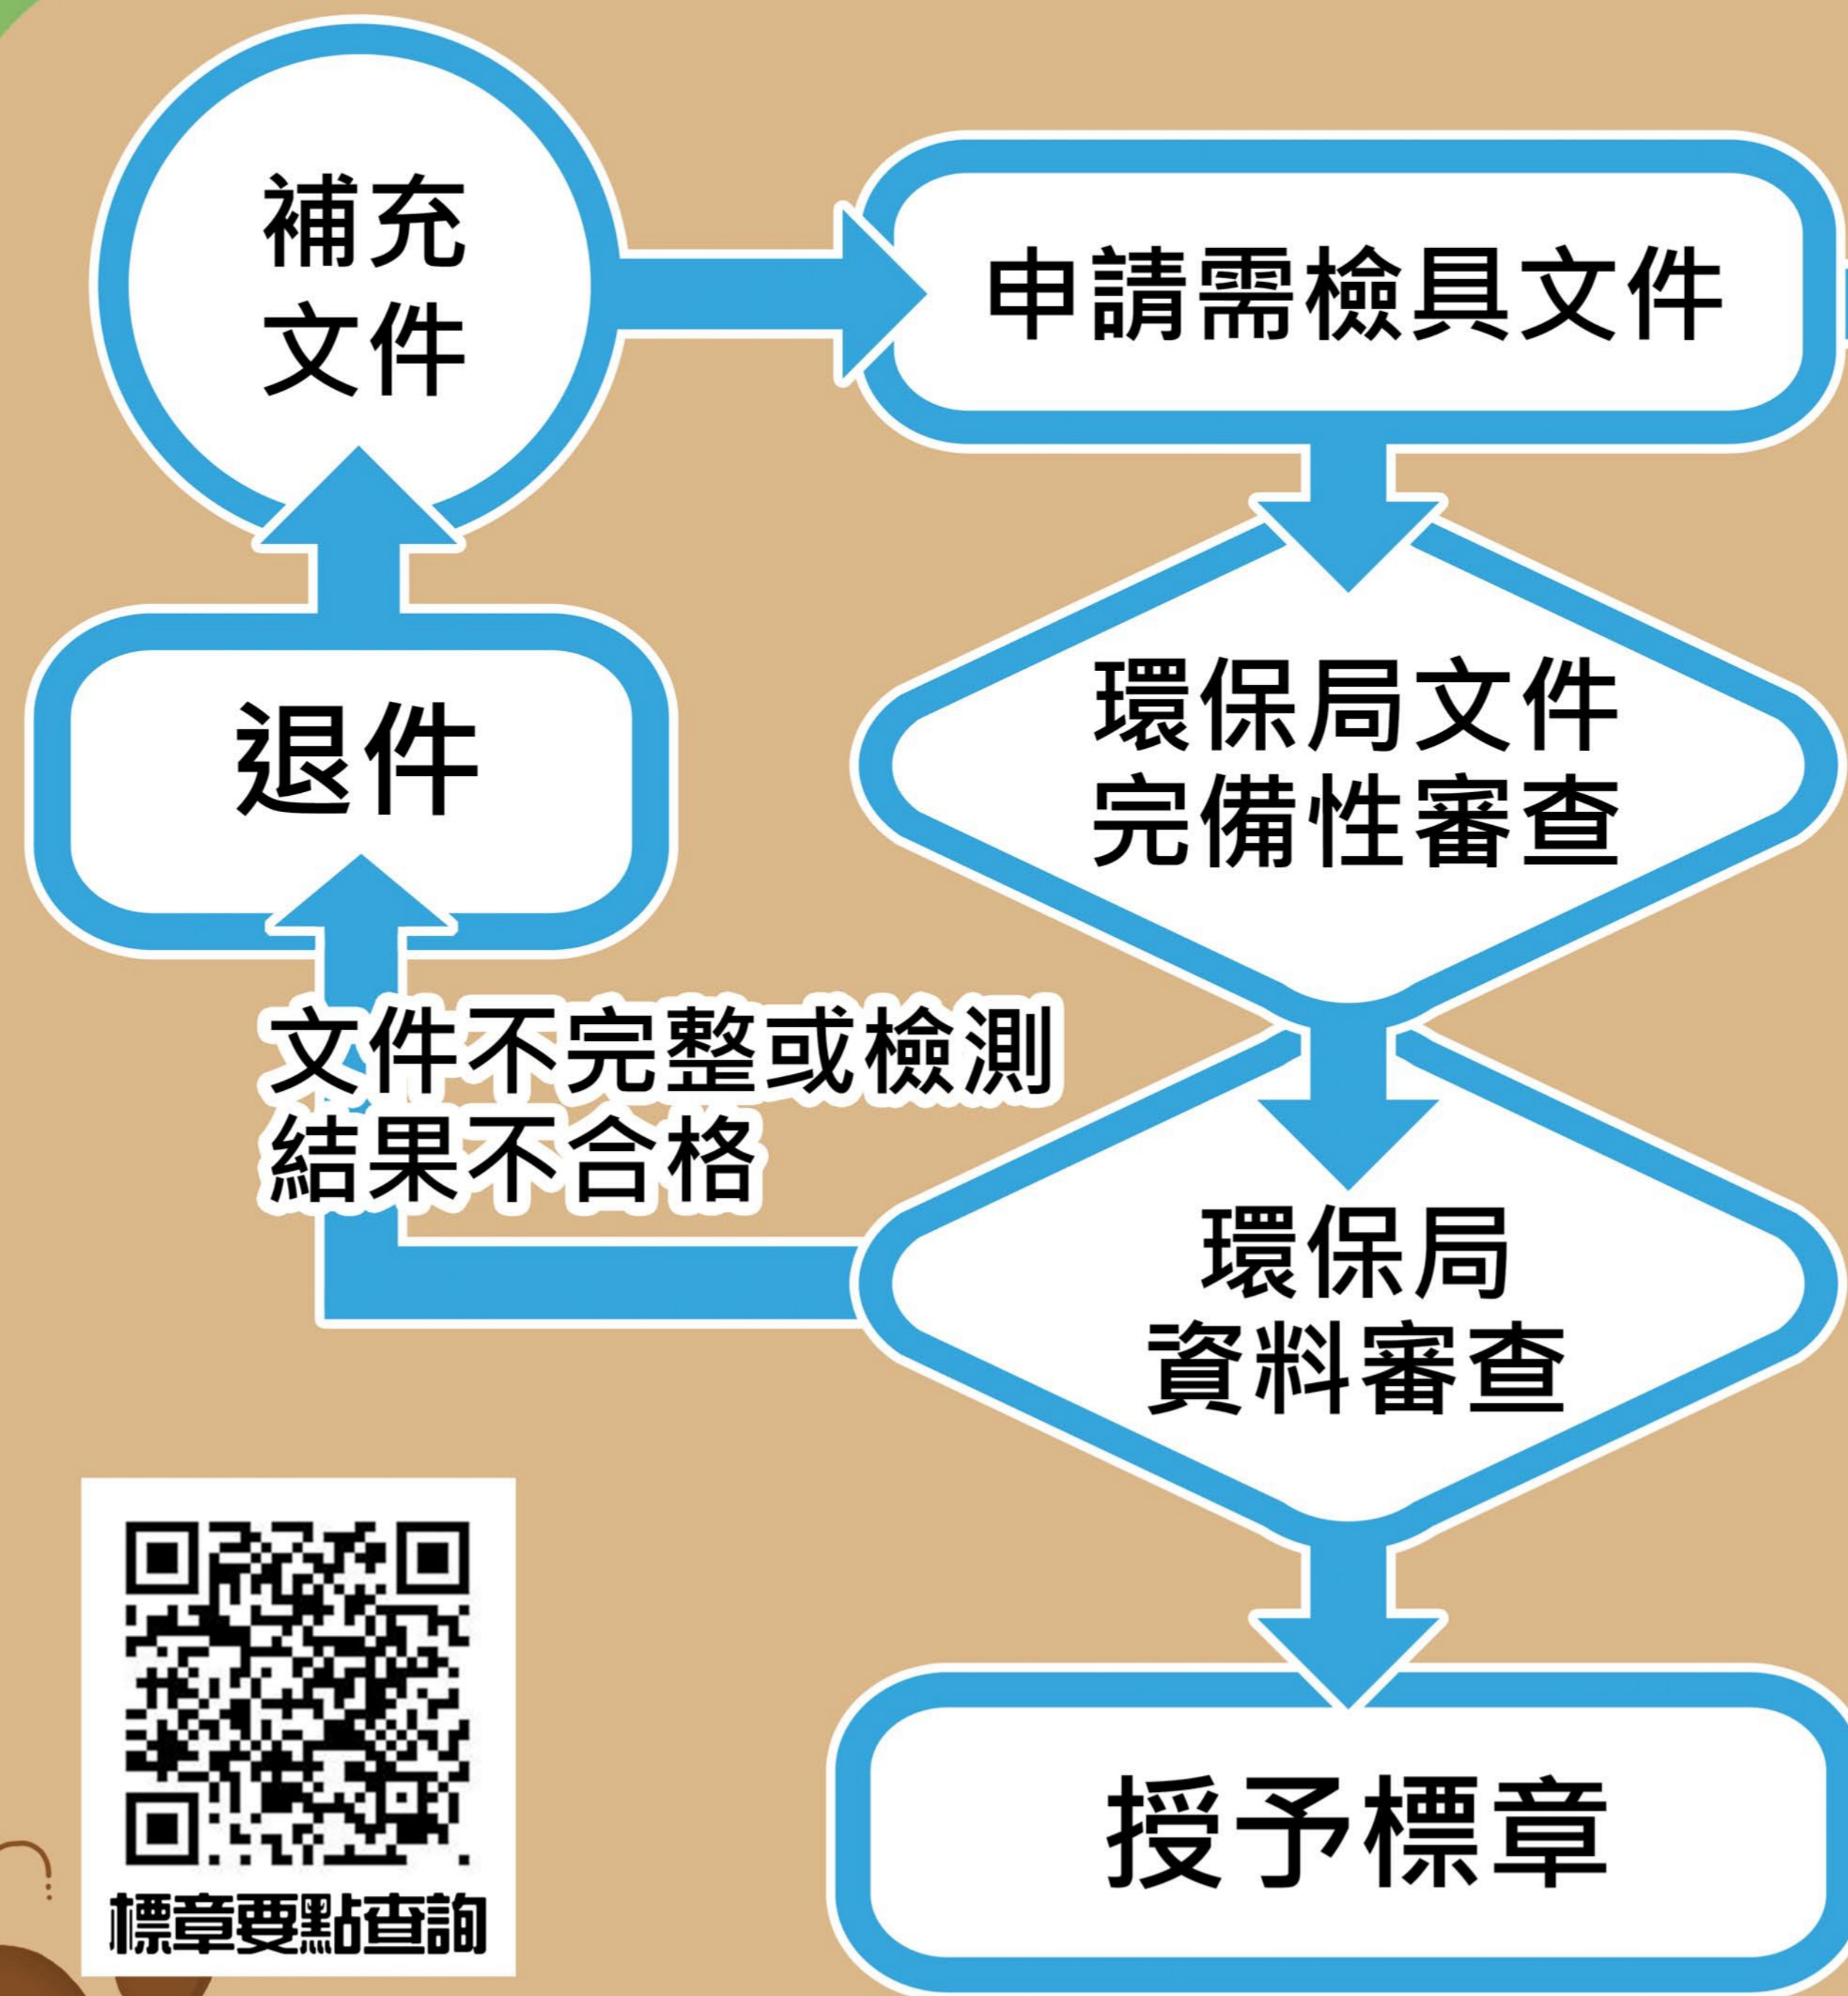 補充
文件
申請需檢具文件
環保局文件
完備性審查
退件
文件不完整或檢測
結果不合格
環保局
資料審查
授予標章
標章要點查詢